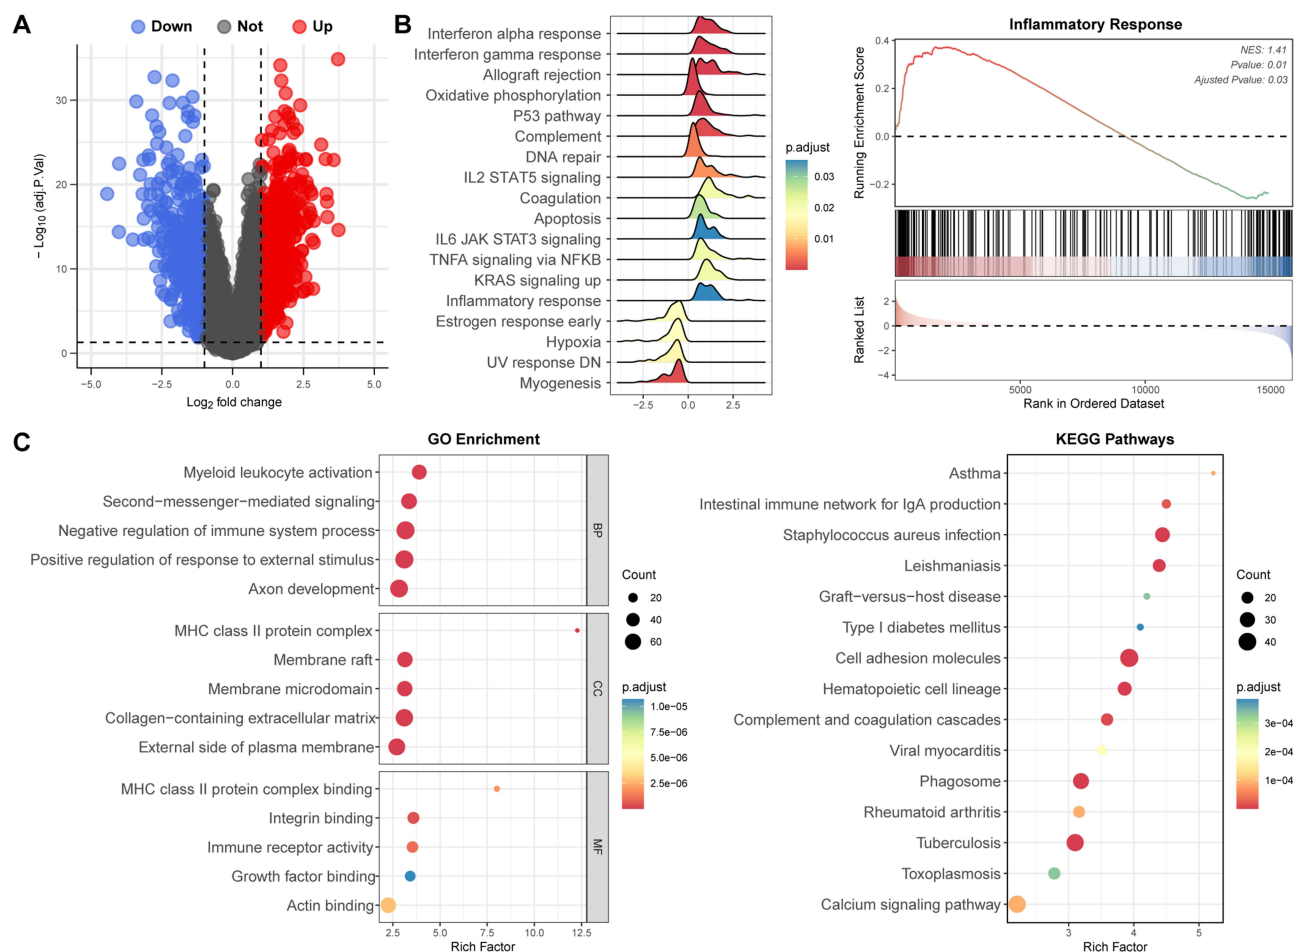 A
Down
Not
Up
− Log10 (adj.P.Val)
30
20
10
0
−5.0
−2.5
0.0
2.5
5.0
Log2 fold change
B
Interferon alpha response
Interferon gamma response
Allograft rejection
Oxidative phosphorylation
P53 pathway
Complement
DNA repair
IL2 STAT5 signaling
Coagulation
Apoptosis
IL6 JAK STAT3 signaling
TNFA signaling via NFKB
KRAS signaling up
Inflammatory response
Estrogen response early
Hypoxia
UV response DN
Myogenesis
−2.5
0.0
2.5
p.adjust
0.03
0.02
0.01
Inflammatory Response
NES: 1.41
Pvalue: 0.01
Ajusted Pvalue: 0.03
Running Enrichment Score
0.4
0.2
0.0
−0.2
Ranked List
2
0
−2
−4
5000
10000
15000
Rank in Ordered Dataset
C
GO Enrichment
Myeloid leukocyte activation
Second−messenger−mediated signaling
Negative regulation of immune system process
Positive regulation of response to external stimulus
Axon development
BP
MHC class II protein complex
Membrane raft
Membrane microdomain
Collagen−containing extracellular matrix
External side of plasma membrane
CC
MHC class II protein complex binding
Integrin binding
Immune receptor activity
Growth factor binding
Actin binding
MF
2.5
5.0
7.5
10.0
12.5
Rich Factor
Count
20
40
60
p.adjust
1.0e−05
7.5e−06
5.0e−06
2.5e−06
KEGG Pathways
Asthma
Intestinal immune network for IgA production
Staphylococcus aureus infection
Leishmaniasis
Graft−versus−host disease
Type I diabetes mellitus
Cell adhesion molecules
Hematopoietic cell lineage
Complement and coagulation cascades
Viral myocarditis
Phagosome
Rheumatoid arthritis
Tuberculosis
Toxoplasmosis
Calcium signaling pathway
3
4
5
Rich Factor
Count
20
30
40
p.adjust
3e−04
2e−04
1e−04